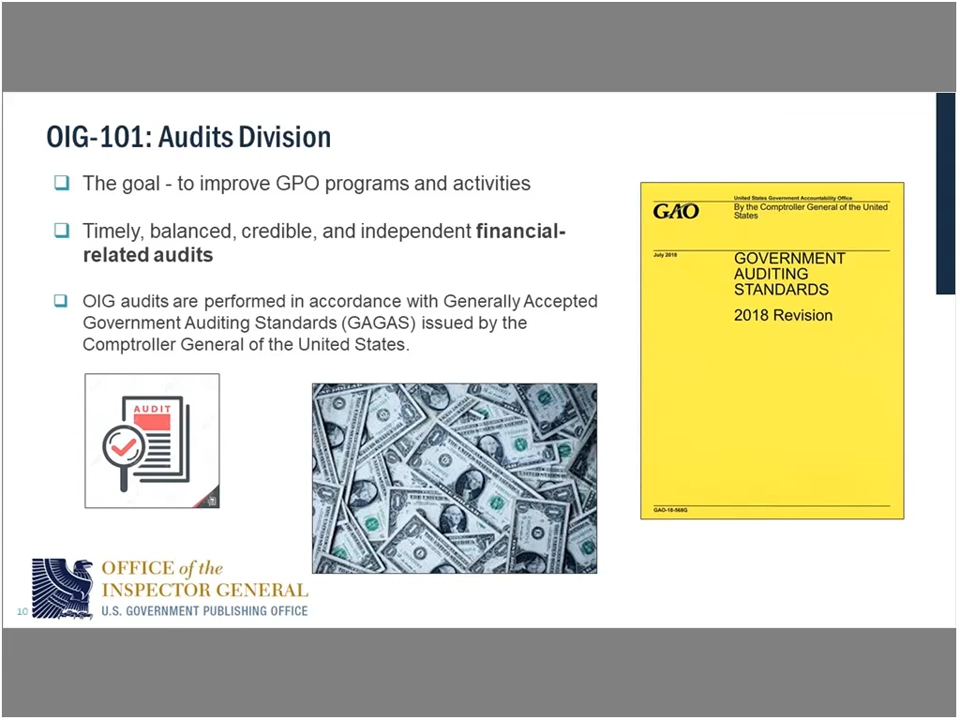 OIG-101: Audits Division
The goal - to improve GPO programs and activities
Timely, balanced, credible, and independent financial-
related audits
OIG audits are performed in accordance with Generally Accepted
Government Auditing Standards (GAGAS) issued by the
Comptroller General of the United States.
AUDIT
GAO
United States Government Accountability Office
By the Comptroller General of the United
States
July 2018
GOVERNMENT
AUDITING
STANDARDS
2018 Revision
GAO-18-568G
OFFICE of the
INSPECTOR GENERAL
U.S. GOVERNMENT PUBLISHING OFFICE
10